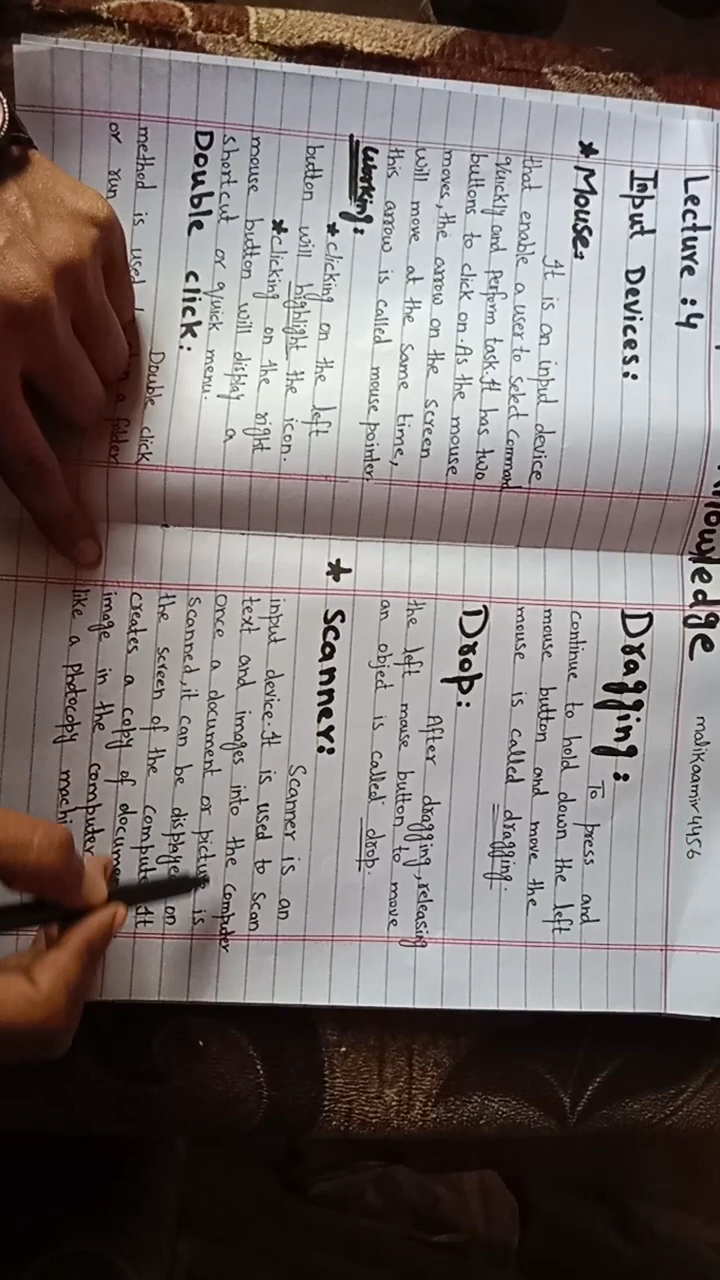 Lecture :4
Input Devices:
* Mouse:
It is an input device
that enable a user to select command
quickly and perform task. It has two
buttons to click on. As the mouse
moves, the arrow on the screen
will move at the same time,
this arrow is called mouse pointer
Working:
* clicking on the left
button will highlight the icon.
* clicking on the right
mouse button will display a
shortcut or quick menu.
Double click:
Double click
method is used a folder
or run
malikaamir4456
Dragging:
To press and
continue to hold down the left
mouse button and move the
mouse is called dragging.
Drop:
After dragging, releasing
the left mouse button to move
an object is called drop.
* Scanner:
Scanner is an
input device. It is used to scan
text and images into the computer
once a document or picture is
scanned, it can be displayed on
the screen of the computer It
creates a copy of
image in the computer
like a photocopy